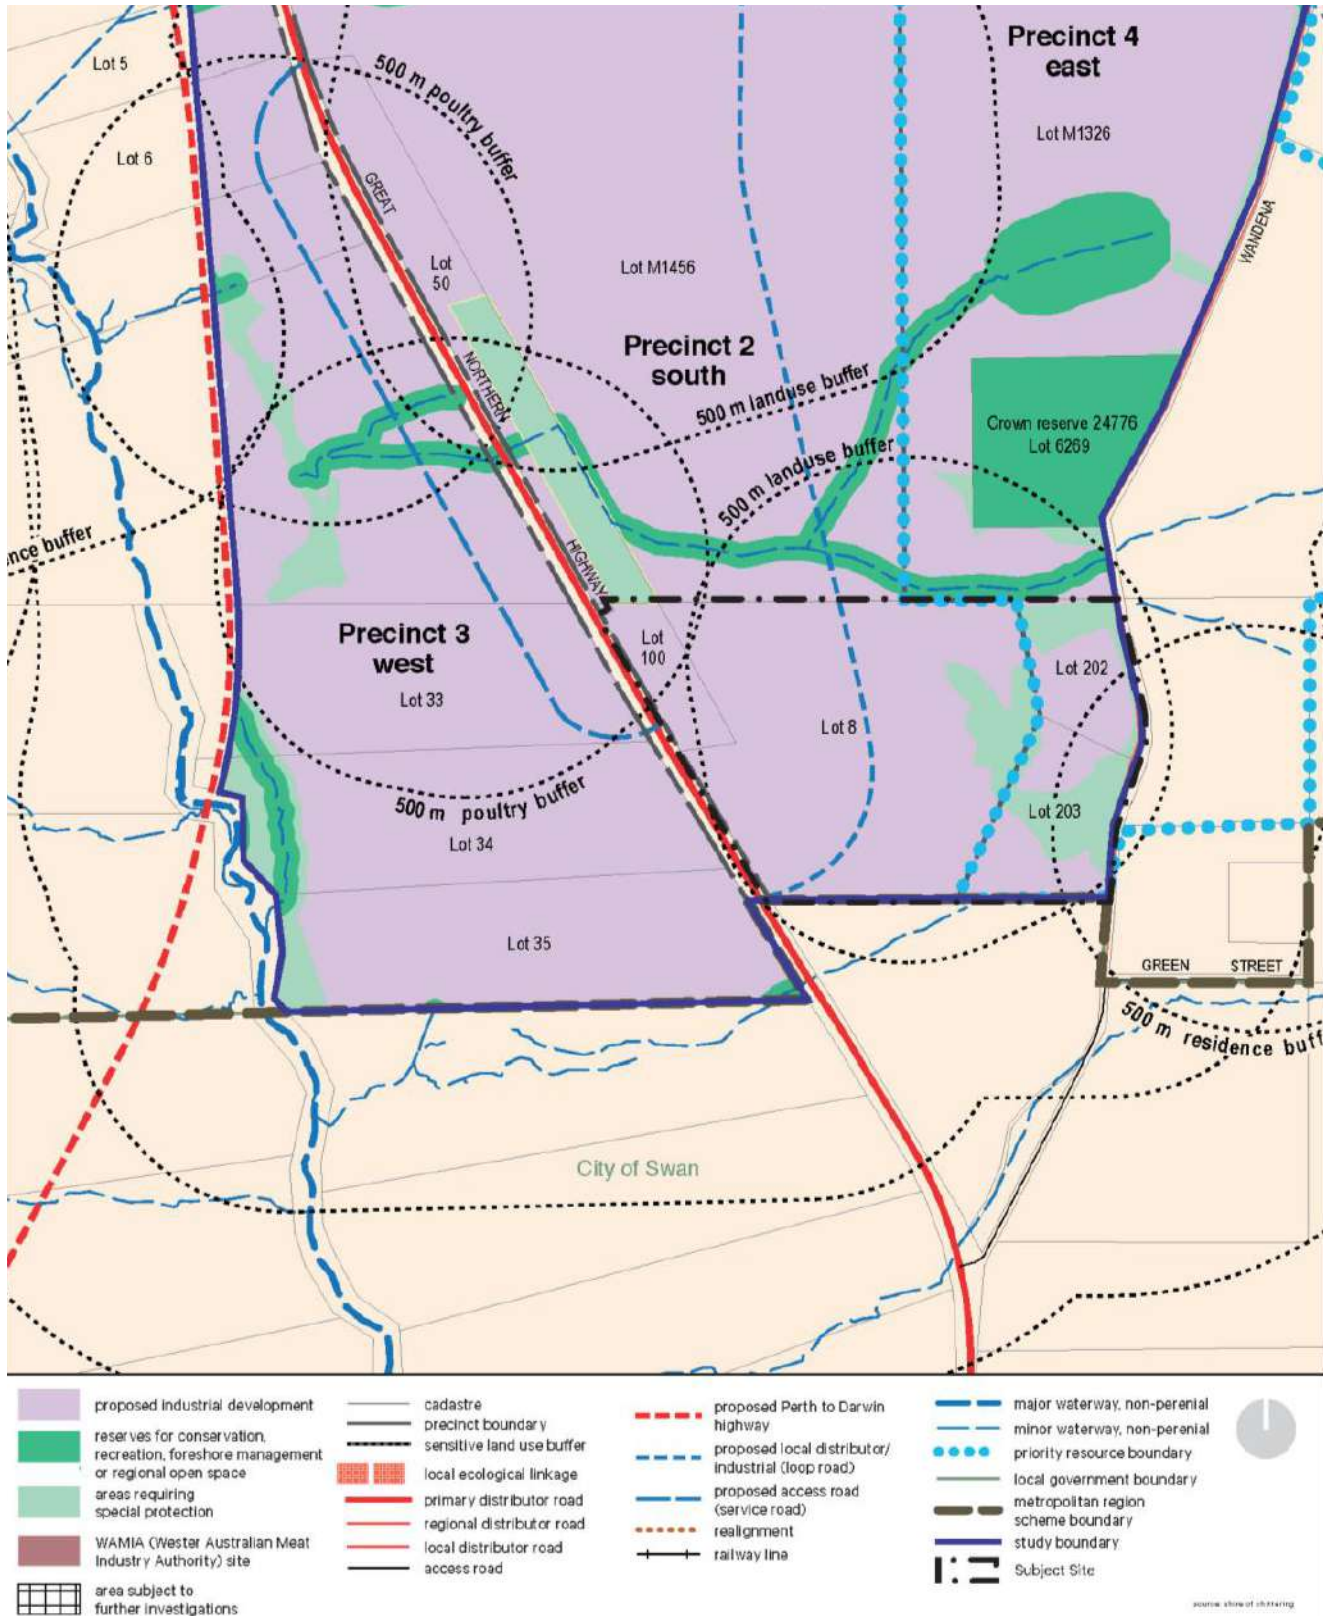 Precinct 4
east
Lot 5
500 m poultry buffer
Lot M1326
Lot 6
GREAT
WANDENA
Lot
50
Lot M1456
Precinct 2
south
NORTHERN
500 m landuse buffer
Crown reserve 24776
Lot 6269
500 m landuse buffer
nce buffer
HIGHWAY
Precinct 3
west
Lot
100
Lot 202
Lot 33
Lot 8
500 m poultry buffer
Lot 203
Lot 34
Lot 35
GREEN STREET
500 m residence buff
City of Swan
proposed industrial development
reserves for conservation,
recreation, foreshore management
or regional open space
areas requiring
special protection
WAMIA (Wester Australian Meat
Industry Authority) site
area subject to
further investigations
cadastre
precinct boundary
sensitive land use buffer
local ecological linkage
primary distributor road
regional distributor road
local distributor road
access road
proposed Perth to Darwin
highway
proposed local distributor/
industrial (loop road)
proposed access road
(service road)
realignment
railway line
major waterway, non-perenial
minor waterway, non-perenial
priority resource boundary
local government boundary
metropolitan region
scheme boundary
study boundary
Subject Site
source: shire of chittering